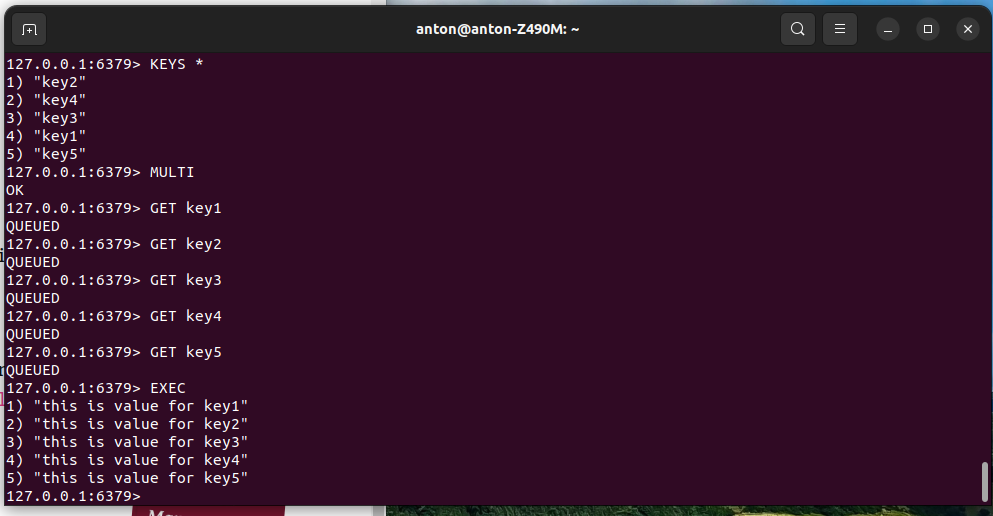 anton@anton-Z490M: ~
127.0.0.1:6379> KEYS *
1) "key2"
2) "key4"
3) "key3"
4) "key1"
5) "key5"
127.0.0.1:6379> MULTI
OK
127.0.0.1:6379> GET key1
QUEUED
127.0.0.1:6379> GET key2
QUEUED
127.0.0.1:6379> GET key3
QUEUED
127.0.0.1:6379> GET key4
QUEUED
127.0.0.1:6379> GET key5
QUEUED
127.0.0.1:6379> EXEC
1) "this is value for key1"
2) "this is value for key2"
3) "this is value for key3"
4) "this is value for key4"
5) "this is value for key5"
127.0.0.1:6379>